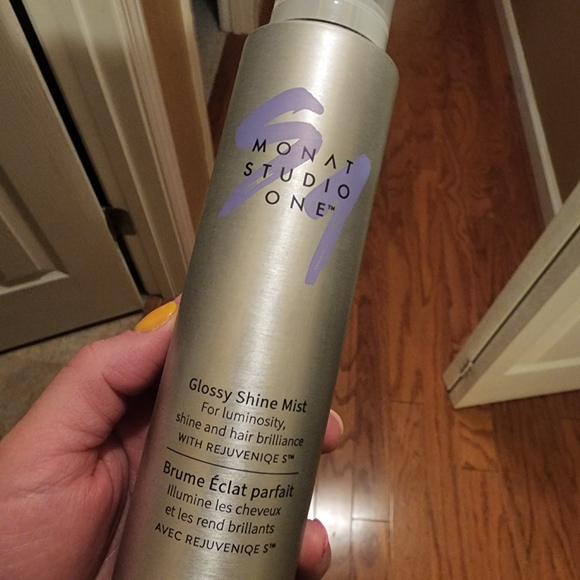 S1
MONAT
STUDIO
ONE™
Glossy Shine Mist
For luminosity,
shine and hair brilliance
WITH REJUVENIQE S™
Brume Éclat parfait
Illumine les cheveux
et les rend brillants
AVEC REJUVENIQE S™